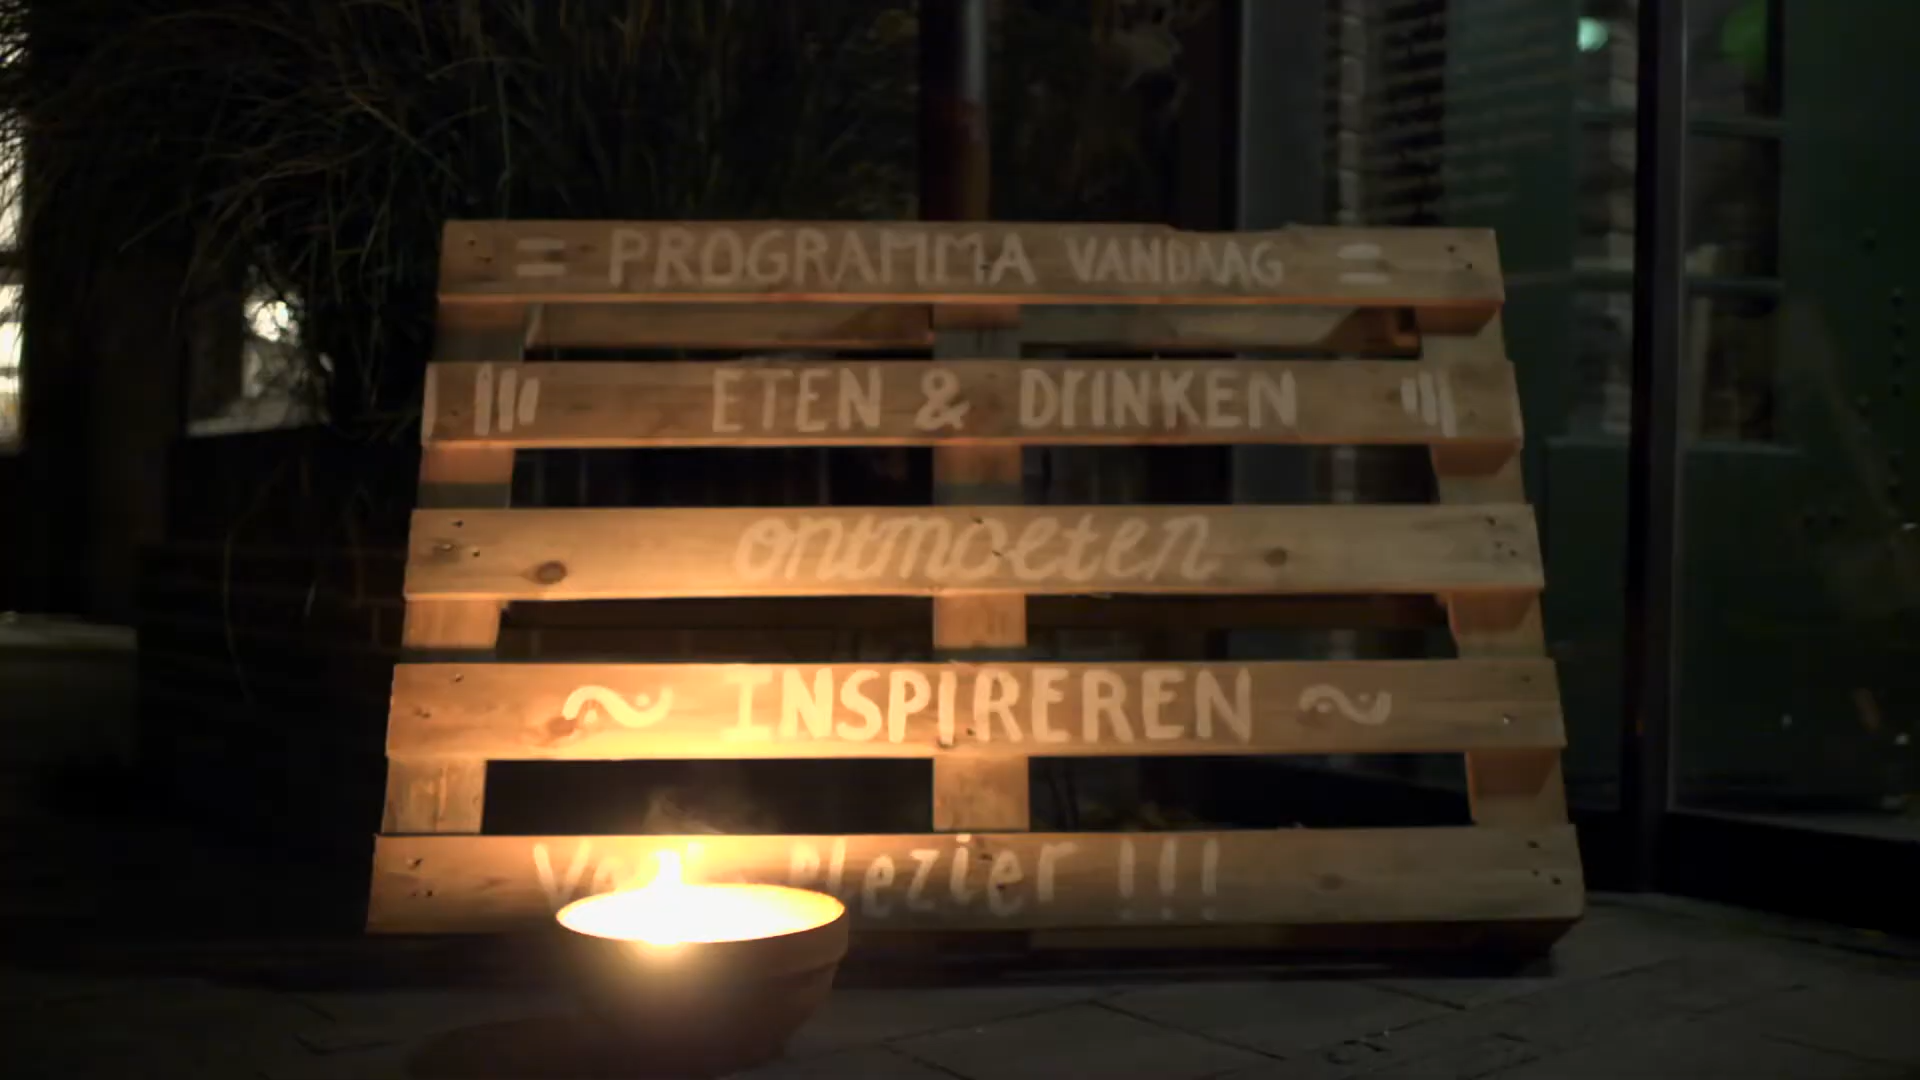 = PROGRAMMA VANDAAG =
ETEN & DRINKEN
ontmoeten
~ INSPIREREN ~
Plezier !!!